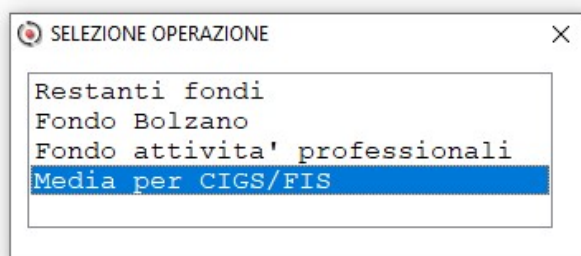 SELEZIONE OPERAZIONE
Restanti fondi
Fondo Bolzano
Fondo attivita' professionali
Media per CIGS/FIS